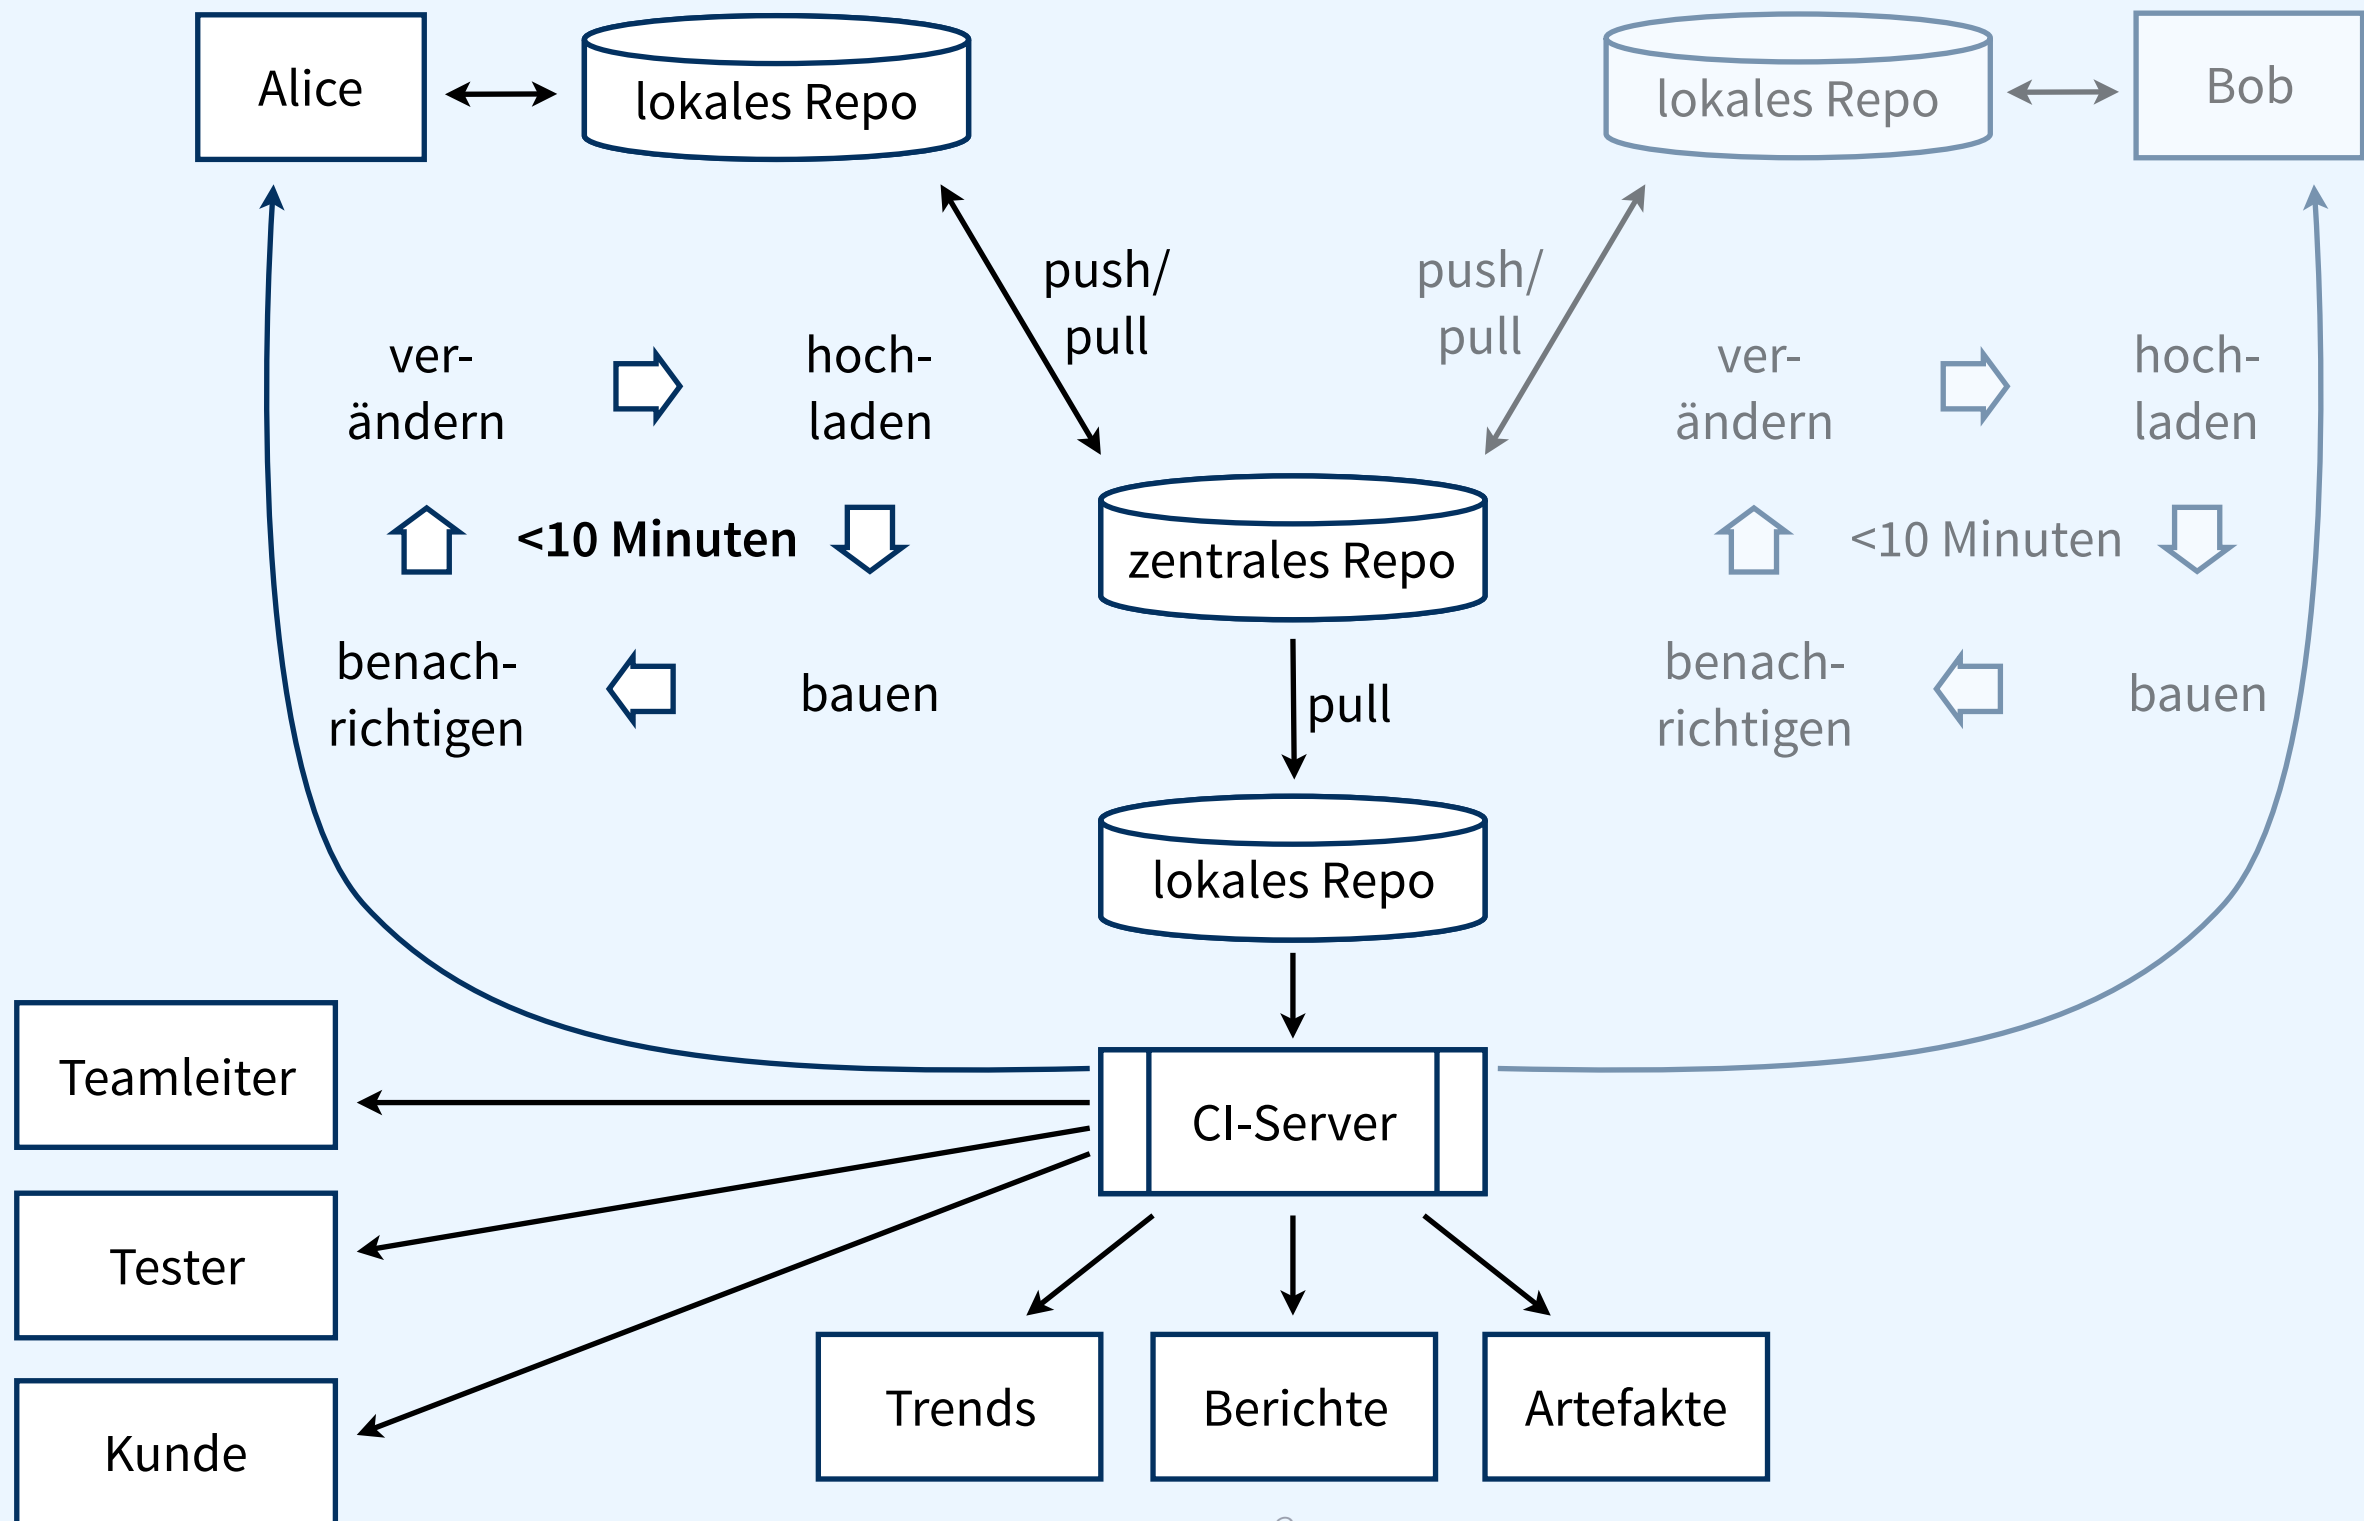 Alice
lokales Repo
lokales Repo
Bob
push/
pull
push/
pull
ver-
ändern
hoch-
laden
<10 Minuten
benach-
richtigen
bauen
ver-
ändern
hoch-
laden
<10 Minuten
benach-
richtigen
bauen
zentrales Repo
pull
lokales Repo
CI-Server
Teamleiter
Tester
Kunde
Trends
Berichte
Artefakte